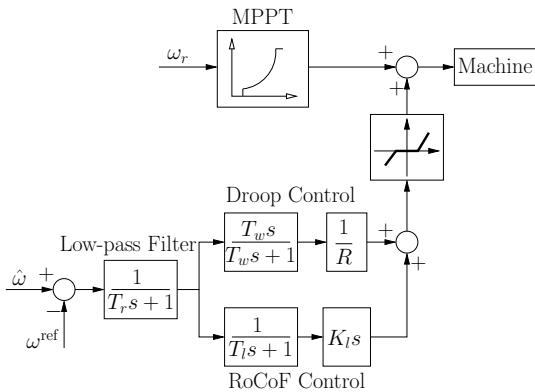 MPPT
ω_r
+
+
Machine
Droop Control
T_w s / (T_w s + 1)
1 / R
+
+
Low-pass Filter
ω̂
+
−
1 / (T_r s + 1)
ω^ref
1 / (T_l s + 1)
K_l s
RoCoF Control